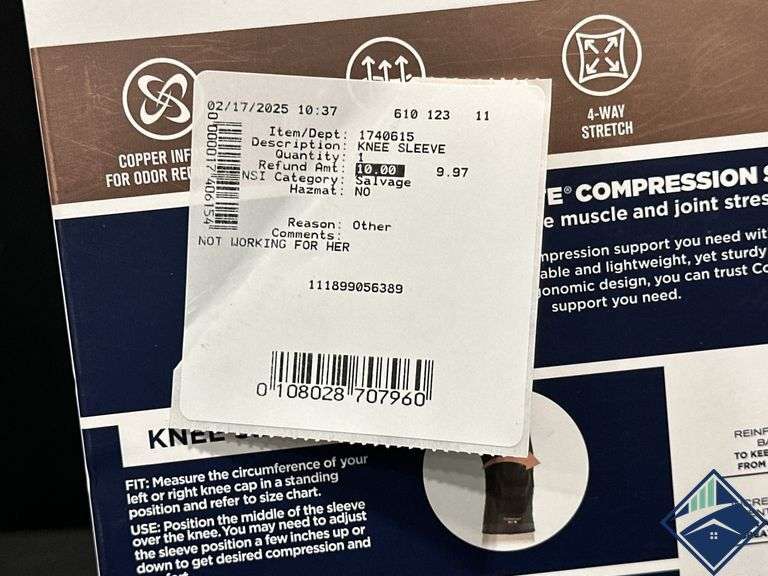 COPPER INF
FOR ODOR RE
4-WAY
STRETCH
02/17/2025 10:37 610 123 11
Item/Dept: 1740615
Description: KNEE SLEEVE
Quantity: 1
Refund Amt: 10.00 9.97
NSI Category: Salvage
Hazmat: NO
Reason: Other
Comments:
NOT WORKING FOR HER
111899056389
0 108028 707960
E® COMPRESSION S
e muscle and joint stres
mpression support you need wit
able and lightweight, yet sturdy
gonomic design, you can trust Co
support you need.
KNEE
FIT: Measure the circumference of your
left or right knee cap in a standing
position and refer to size chart.
USE: Position the middle of the sleeve
over the knee. You may need to adjust
the sleeve position a few inches up or
down to get desired compression and
REIN
BA
TO KEE
FROM